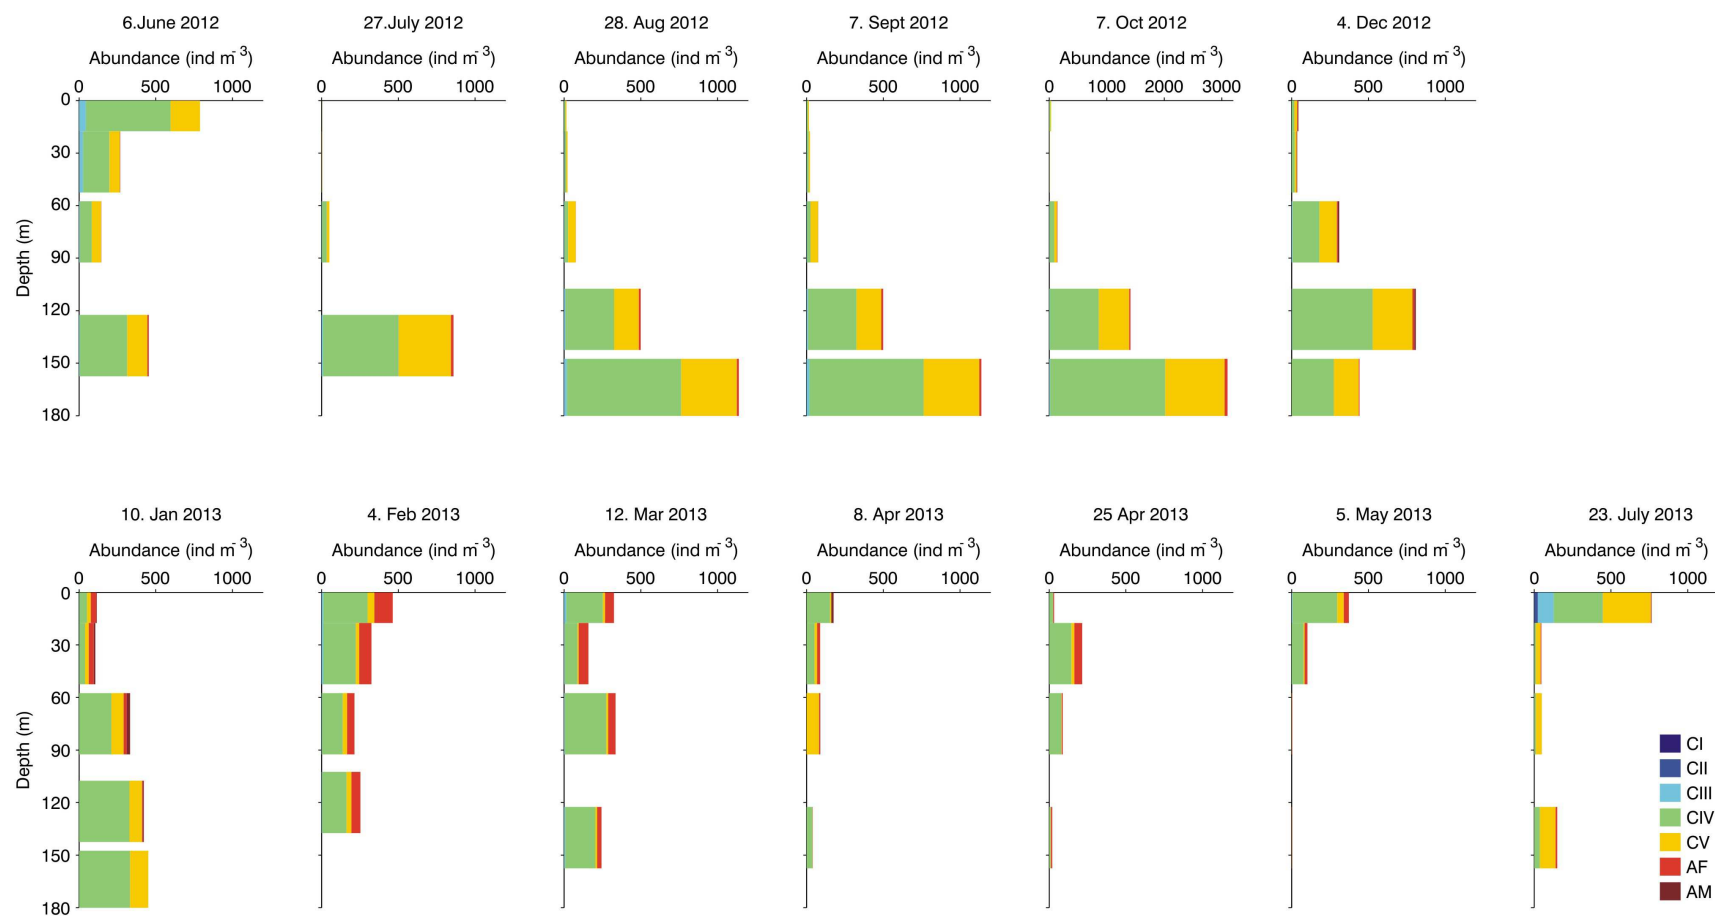 6.June 2012
27.July 2012
28. Aug 2012
7. Sept 2012
7. Oct 2012
4. Dec 2012
Abundance (ind m⁻³)
Abundance (ind m⁻³)
Abundance (ind m⁻³)
Abundance (ind m⁻³)
Abundance (ind m⁻³)
Abundance (ind m⁻³)
0 500 1000
0 500 1000
0 500 1000
0 500 1000
0 1000 2000 3000
0 500 1000
0
30
60
90
120
150
180
Depth (m)
10. Jan 2013
4. Feb 2013
12. Mar 2013
8. Apr 2013
25 Apr 2013
5. May 2013
23. July 2013
Abundance (ind m⁻³)
Abundance (ind m⁻³)
Abundance (ind m⁻³)
Abundance (ind m⁻³)
Abundance (ind m⁻³)
Abundance (ind m⁻³)
Abundance (ind m⁻³)
0 500 1000
0 500 1000
0 500 1000
0 500 1000
0 500 1000
0 500 1000
0 500 1000
0
30
60
90
120
150
180
Depth (m)
CI
CII
CIII
CIV
CV
AF
AM